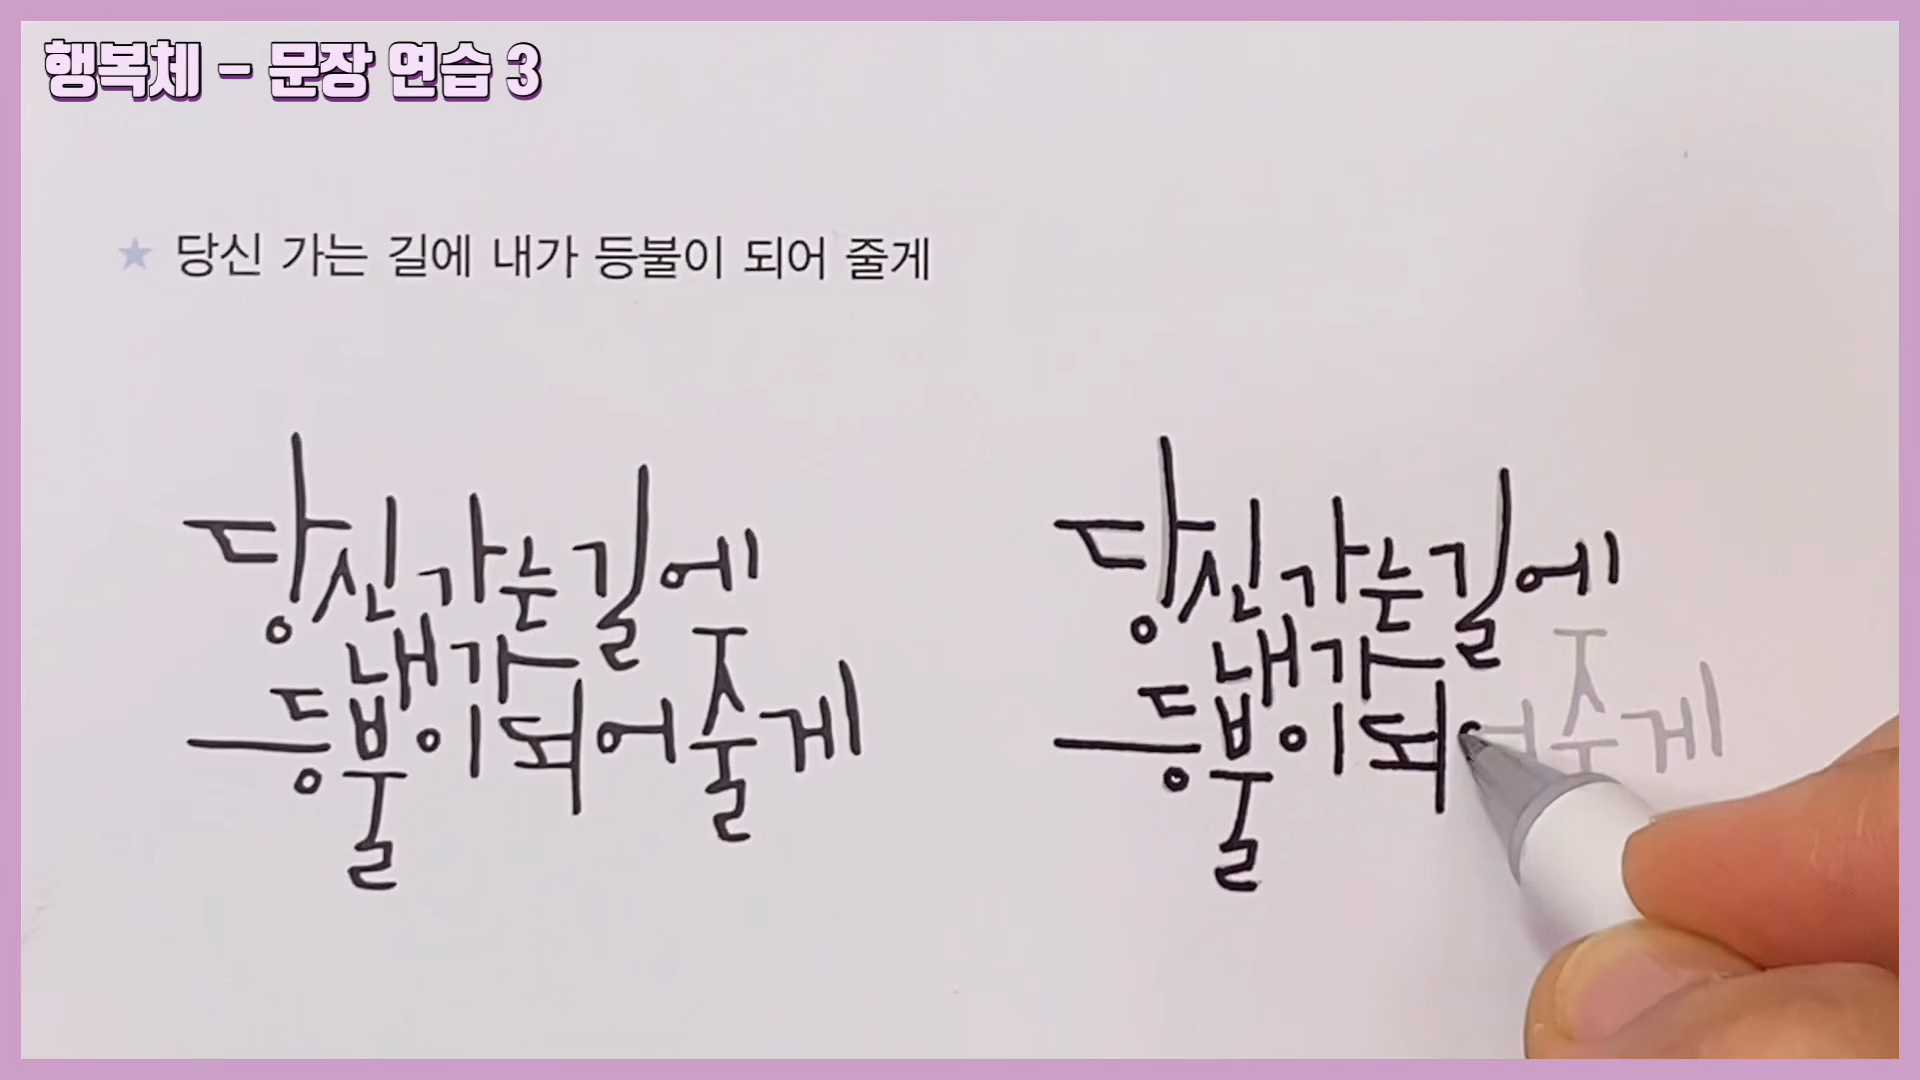 행복체 - 문장 연습 3
★ 당신 가는 길에 내가 등불이 되어 줄게
당신 가는 길에
내가
등불이 되어 줄게
당신 가는 길에
내가
등불이 되어 줄게